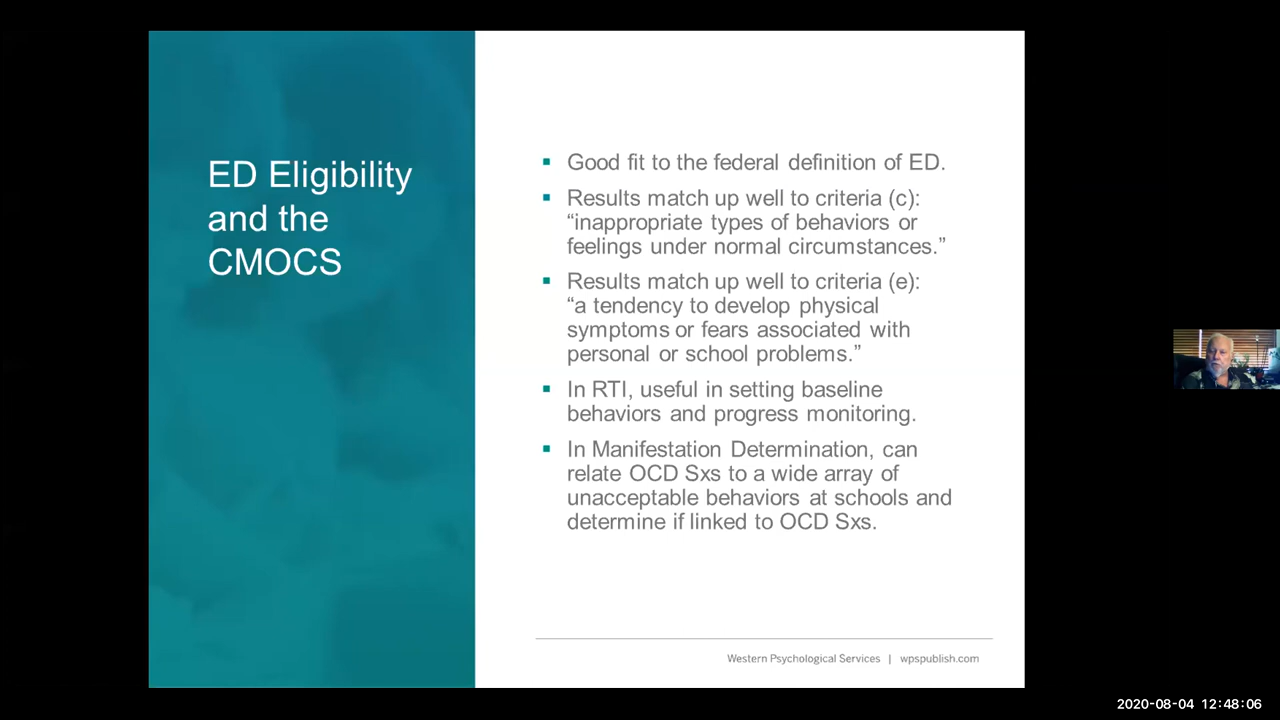 ED Eligibility
and the
CMOCS
▪ Good fit to the federal definition of ED.
▪ Results match up well to criteria (c):
“inappropriate types of behaviors or
feelings under normal circumstances.”
▪ Results match up well to criteria (e):
“a tendency to develop physical
symptoms or fears associated with
personal or school problems.”
▪ In RTI, useful in setting baseline
behaviors and progress monitoring.
▪ In Manifestation Determination, can
relate OCD Sxs to a wide array of
unacceptable behaviors at schools and
determine if linked to OCD Sxs.
Western Psychological Services | wpspublish.com
2020-08-04 12:48:06